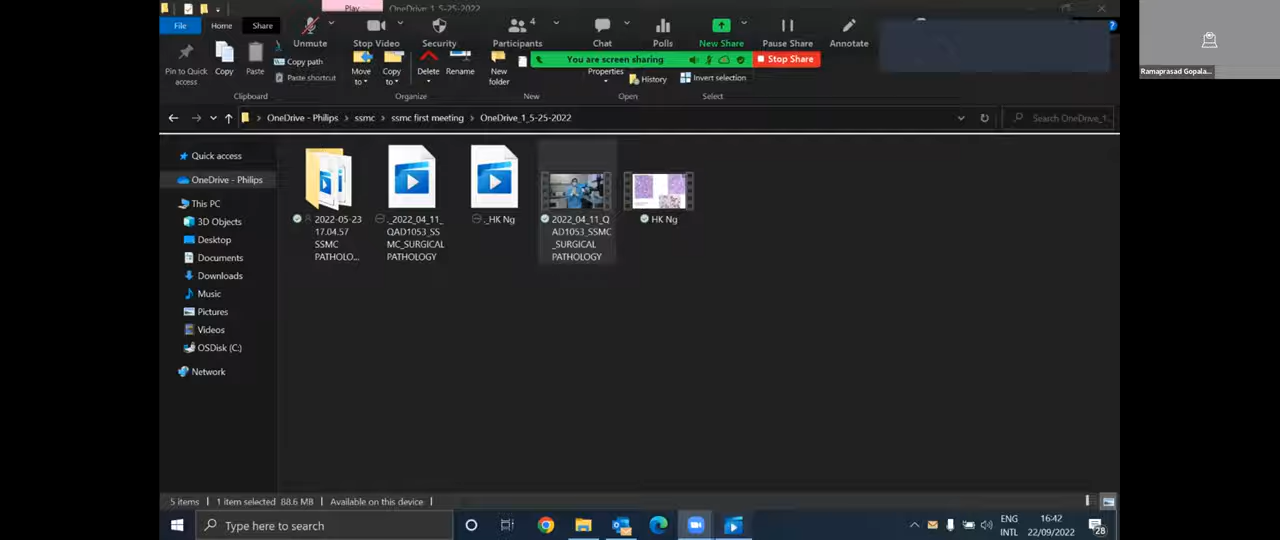 Play
OneDrive_1_5-25-2022
File
Home
Share
Unmute
Stop Video
Security
4
Participants
Chat
Polls
New Share
Pause Share
Annotate
You are screen sharing
Stop Share
Pin to Quick access
Copy
Paste
Copy path
Paste shortcut
Move to
Copy to
Delete
Rename
New folder
Properties
History
Invert selection
Clipboard
Organize
New
Open
Select
OneDrive - Philips > ssmc > ssmc first meeting > OneDrive_1_5-25-2022
Search OneDrive_1_...
Quick access
OneDrive - Philips
This PC
3D Objects
Desktop
Documents
Downloads
Music
Pictures
Videos
OSDisk (C:)
Network
2022-05-23
17.04.57
SSMC
PATHOLO...
._2022_04_11_
QAD1053_SS
MC_SURGICAL
PATHOLOGY
._HK Ng
2022_04_11_Q
AD1053_SSMC
_SURGICAL
PATHOLOGY
HK Ng
5 items
1 item selected 88.6 MB
Available on this device
Type here to search
ENG
INTL
16:42
22/09/2022
28
Ramaprasad Gopala...